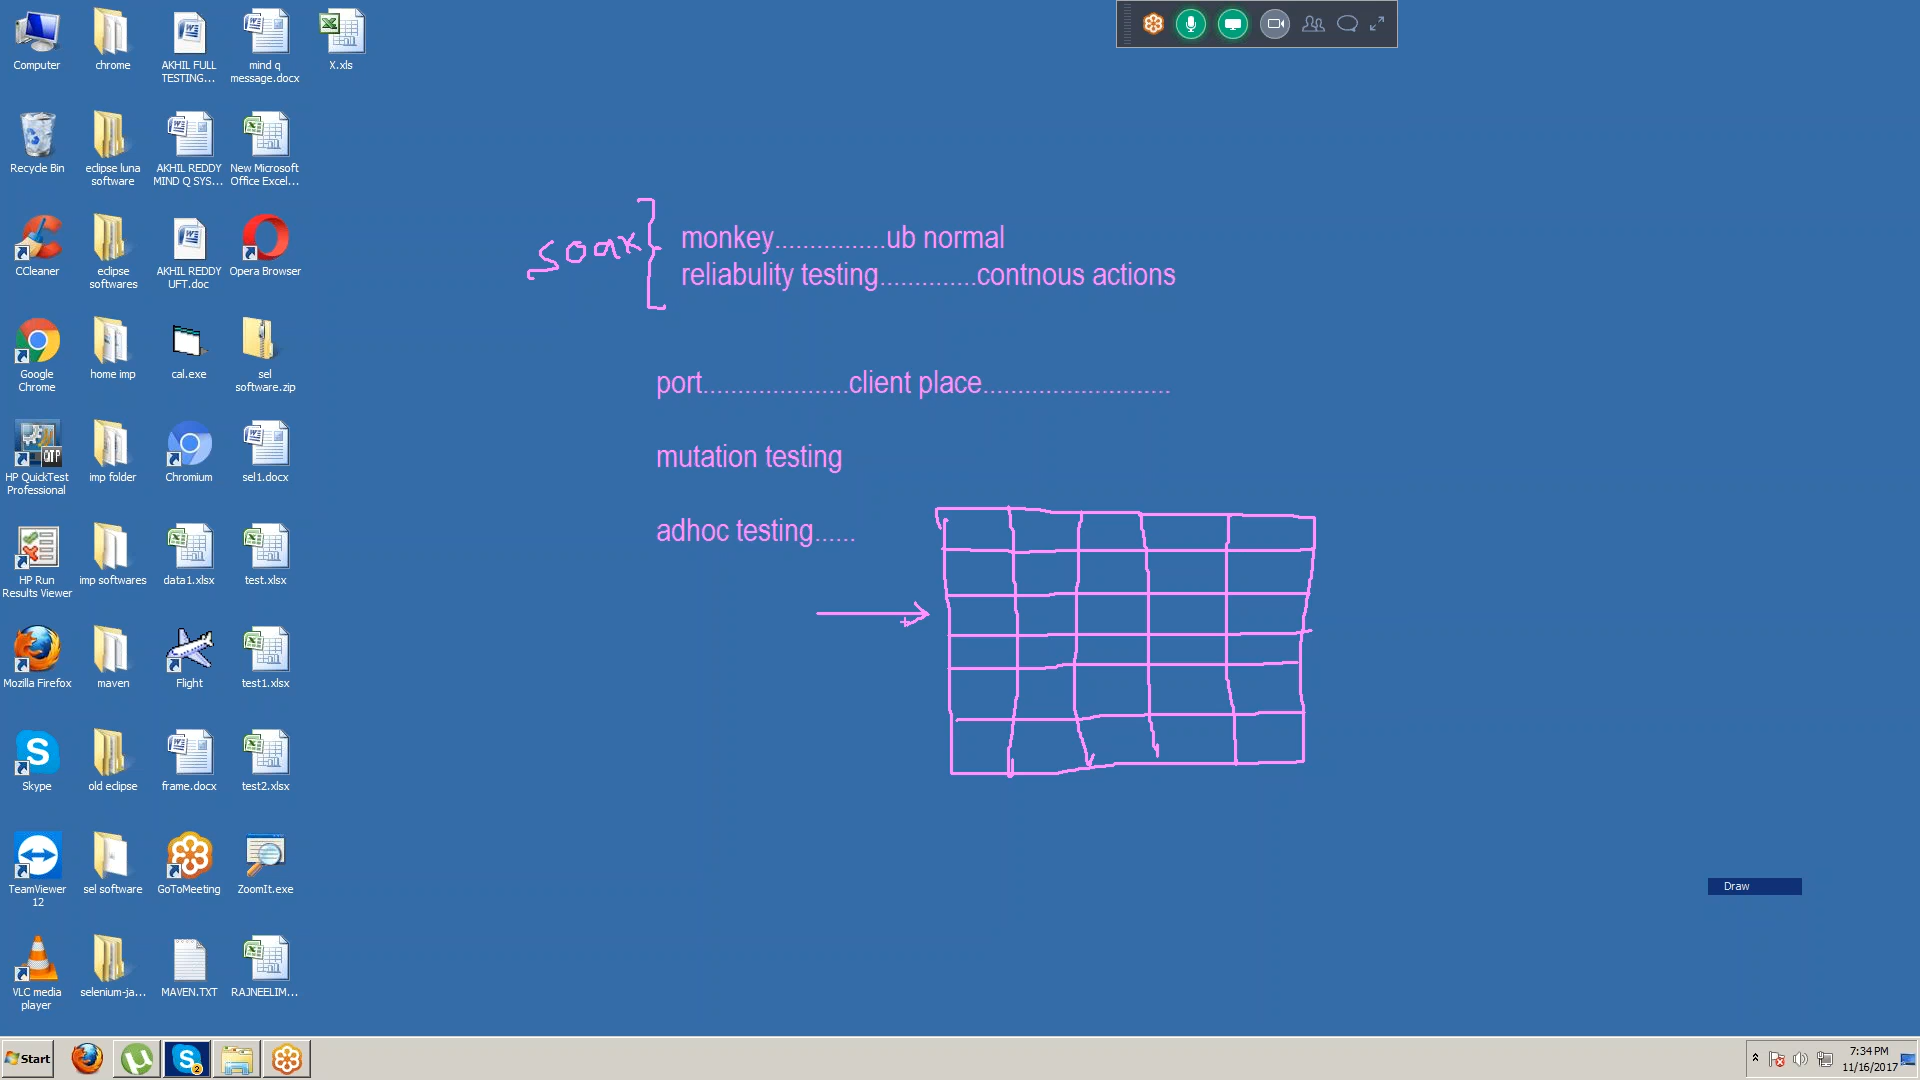 Computer
chrome
AKHIL FULL
TESTING...
mind q
message.docx
X.xls
Recycle Bin
eclipse luna
software
AKHIL REDDY
MIND Q SYS...
New Microsoft
Office Excel...
CCleaner
eclipse
softwares
AKHIL REDDY
UFT.doc
Opera Browser
Google
Chrome
home imp
cal.exe
sel
software.zip
QTP
HP QuickTest
Professional
imp folder
Chromium
sel1.docx
HP Run
Results Viewer
imp softwares
data1.xlsx
test.xlsx
Mozilla Firefox
maven
Flight
test1.xlsx
Skype
old eclipse
frame.docx
test2.xlsx
TeamViewer
12
sel software
GoToMeeting
ZoomIt.exe
VLC media
player
selenium-ja...
MAVEN.TXT
RAJNEELIM...
soak
monkey................ub normal
reliabulity testing..............contnous actions
port.....................client place...........................
mutation testing
adhoc testing......
Draw
Start
2
7:34 PM
11/16/2017